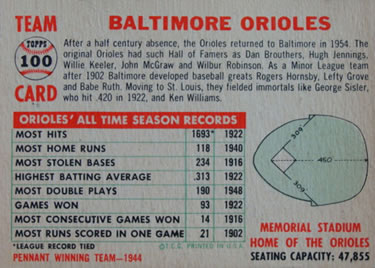 TEAM
BALTIMORE ORIOLES
TOPPS
100
CARD
After a half century absence, the Orioles returned to Baltimore in 1954. The
original Orioles had such Hall of Famers as Dan Brouthers, Hugh Jennings,
Willie Keeler, John McGraw and Wilbur Robinson. As a Minor League team
after 1902 Baltimore developed baseball greats Rogers Hornsby, Lefty Grove
and Babe Ruth. Moving to St. Louis, they fielded immortals like George Sisler,
who hit .420 in 1922, and Ken Williams.
ORIOLES' ALL TIME SEASON RECORDS
MOST HITS 1693* 1922
MOST HOME RUNS 118 1940
MOST STOLEN BASES 234 1916
HIGHEST BATTING AVERAGE .313 1922
MOST DOUBLE PLAYS 190 1948
GAMES WON 93 1922
MOST CONSECUTIVE GAMES WON 14 1916
MOST RUNS SCORED IN ONE GAME 21 1902
*LEAGUE RECORD TIED
© T.C.G. PRINTED IN U.S.A.
PENNANT WINNING TEAM—1944
309
450
309
MEMORIAL STADIUM
HOME OF THE ORIOLES
SEATING CAPACITY: 47,855